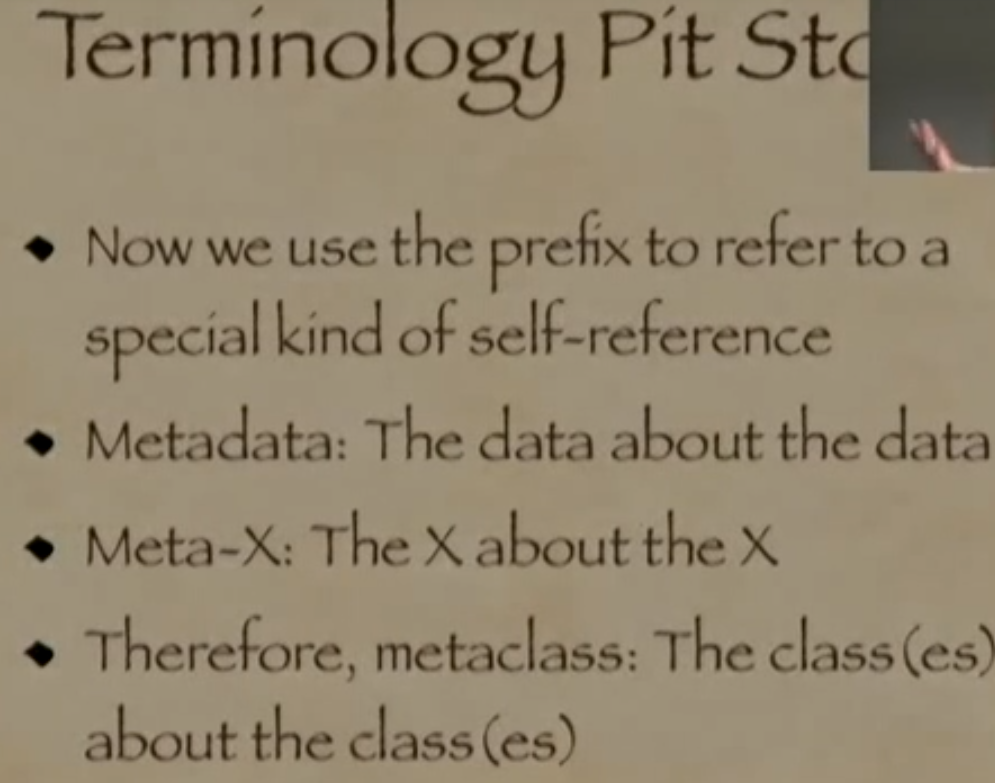 Terminology Pit
Now we use the prefix to refer to a
special kind of self-reference
Metadata: The data about the data
Meta-X: The X about the X
Therefore, metaclass: The class(es)
about the class(es)